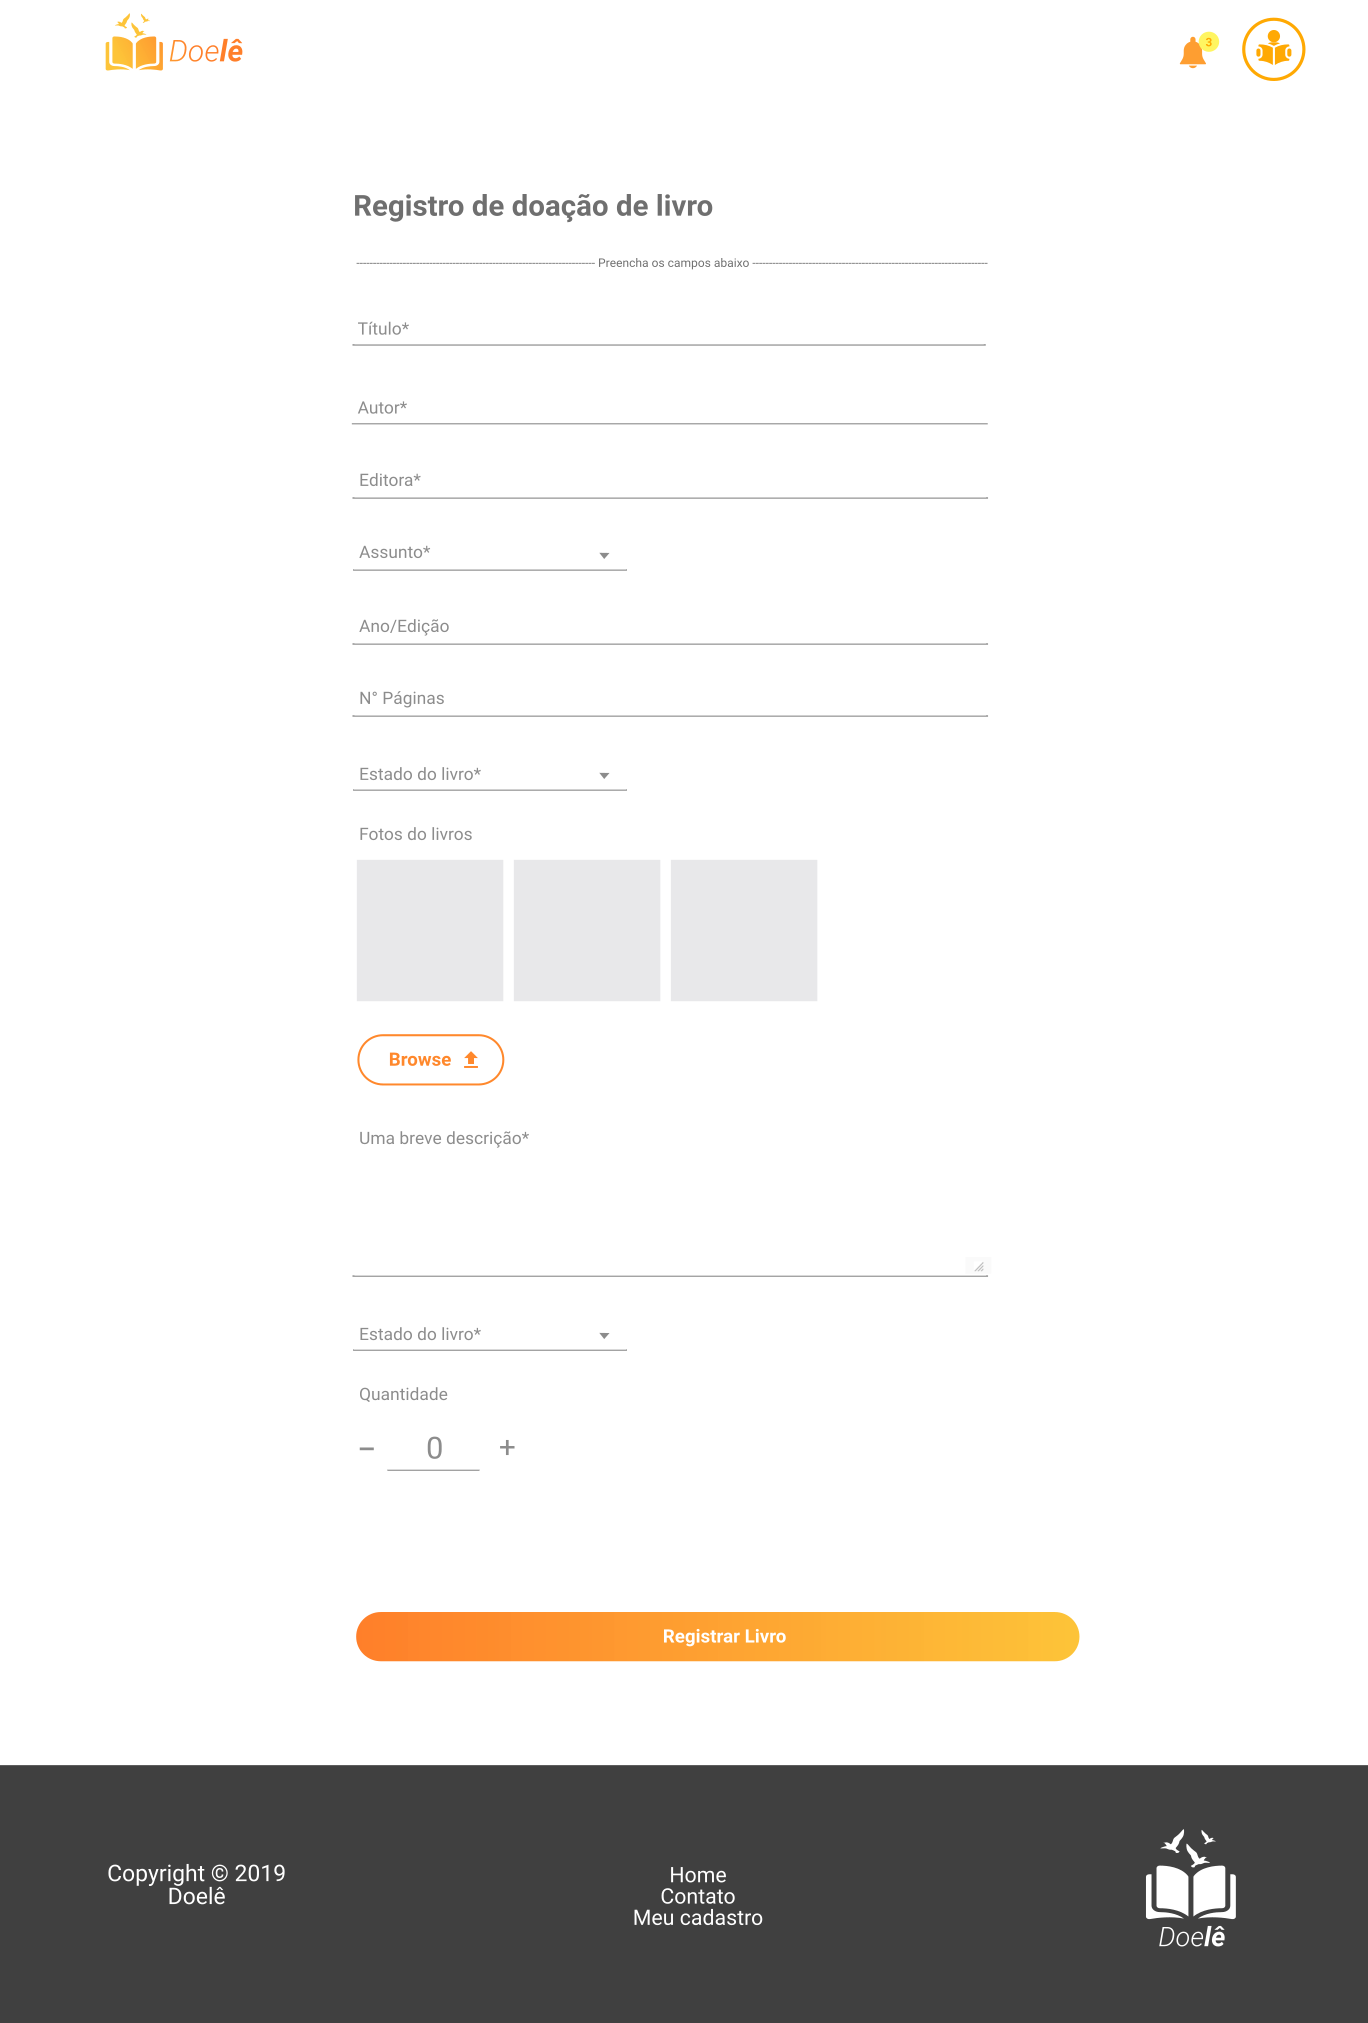 Doelê
3
Registro de doação de livro
Preencha os campos abaixo
Título*
Autor*
Editora*
Assunto*
Ano/Edição
N° Páginas
Estado do livro*
Fotos do livros
Browse
Uma breve descrição*
Estado do livro*
Quantidade
– 0 +
Registrar Livro
Copyright © 2019
Doelê
Home
Contato
Meu cadastro
Doelê